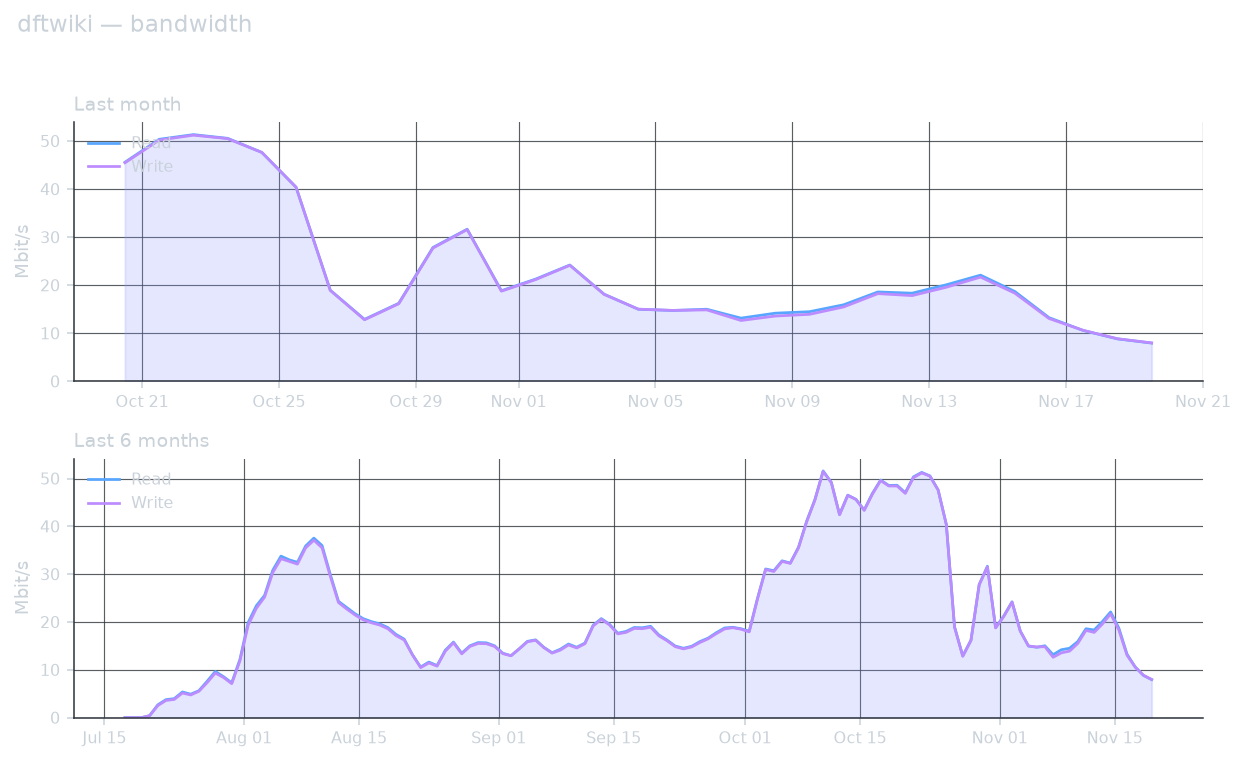 dftwiki — bandwidth
Last month
Read
Write
Mbit/s
50
40
30
20
10
0
Oct 21 Oct 25 Oct 29 Nov 01 Nov 05 Nov 09 Nov 13 Nov 17 Nov 21
Last 6 months
Read
Write
Mbit/s
50
40
30
20
10
0
Jul 15 Aug 01 Aug 15 Sep 01 Sep 15 Oct 01 Oct 15 Nov 01 Nov 15